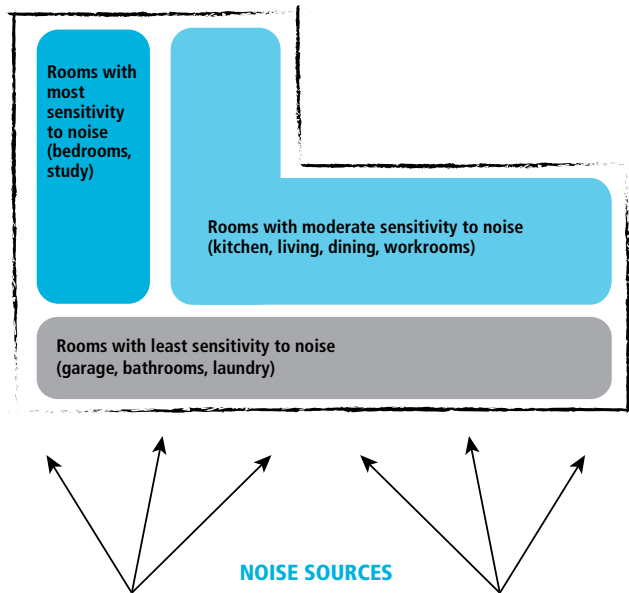 Rooms with
most
sensitivity
to noise
(bedrooms,
study)
Rooms with moderate sensitivity to noise
(kitchen, living, dining, workrooms)
Rooms with least sensitivity to noise
(garage, bathrooms, laundry)
NOISE SOURCES